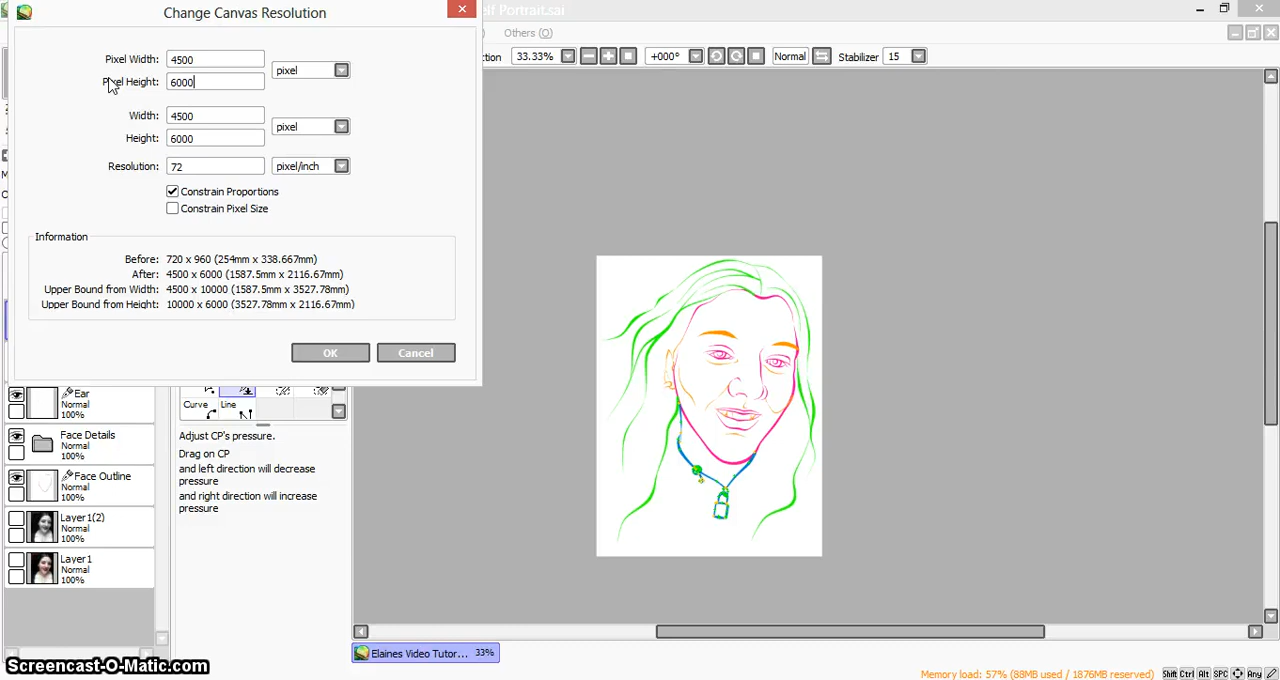 Change Canvas Resolution
elf Portrait.sai
Others (O)
ction 33.33% +000° Normal Stabilizer 15
Pixel Width: 4500 pixel
Pixel Height: 6000
Width: 4500 pixel
Height: 6000
Resolution: 72 pixel/inch
Constrain Proportions
Constrain Pixel Size
Information
Before: 720 x 960 (254mm x 338.667mm)
After: 4500 x 6000 (1587.5mm x 2116.67mm)
Upper Bound from Width: 4500 x 10000 (1587.5mm x 3527.78mm)
Upper Bound from Height: 10000 x 6000 (3527.78mm x 2116.67mm)
OK Cancel
Ear
Normal
100%
Face Details
Normal
100%
Face Outline
Normal
100%
Layer1(2)
Normal
100%
Layer1
Normal
100%
Curve Line
Adjust CP's pressure.
Drag on CP
and left direction will decrease
pressure
and right direction will increase
pressure
Elaines Video Tutor... 33%
Screencast-O-Matic.com
Memory load: 57% (88MB used / 1876MB reserved)
Shift Ctrl Alt SPC Any